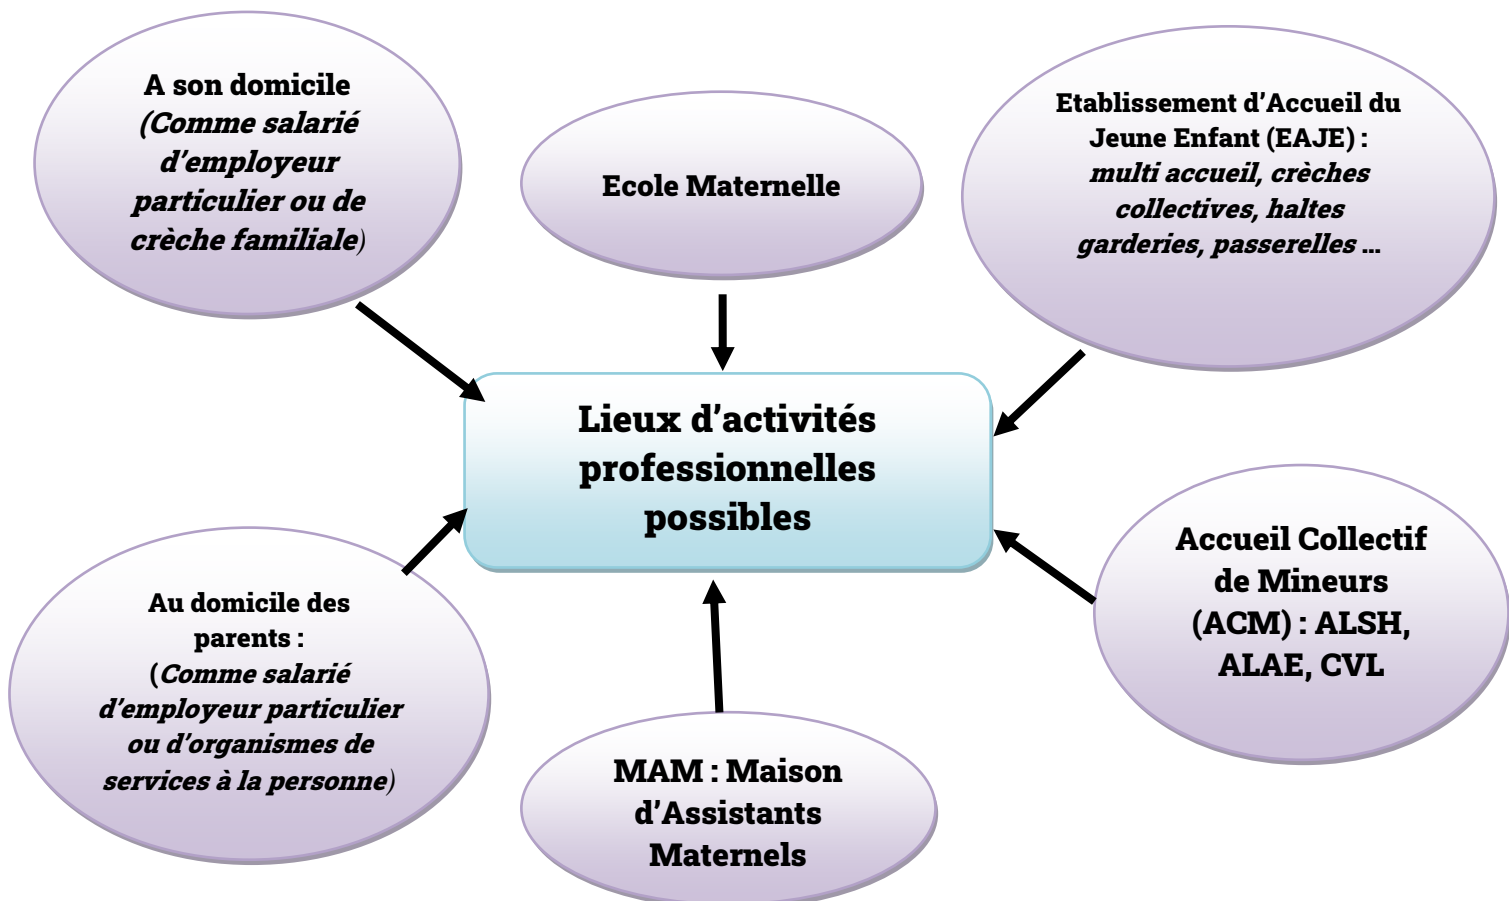 A son domicile
(Comme salarié
d’employeur
particulier ou de
crèche familiale)
Ecole Maternelle
Etablissement d’Accueil du
Jeune Enfant (EAJE) :
multi accueil, crèches
collectives, haltes
garderies, passerelles ...
Lieux d’activités
professionnelles
possibles
Au domicile des
parents :
(Comme salarié
d’employeur particulier
ou d’organismes de
services à la personne)
MAM : Maison
d’Assistants
Maternels
Accueil Collectif
de Mineurs
(ACM) : ALSH,
ALAE, CVL